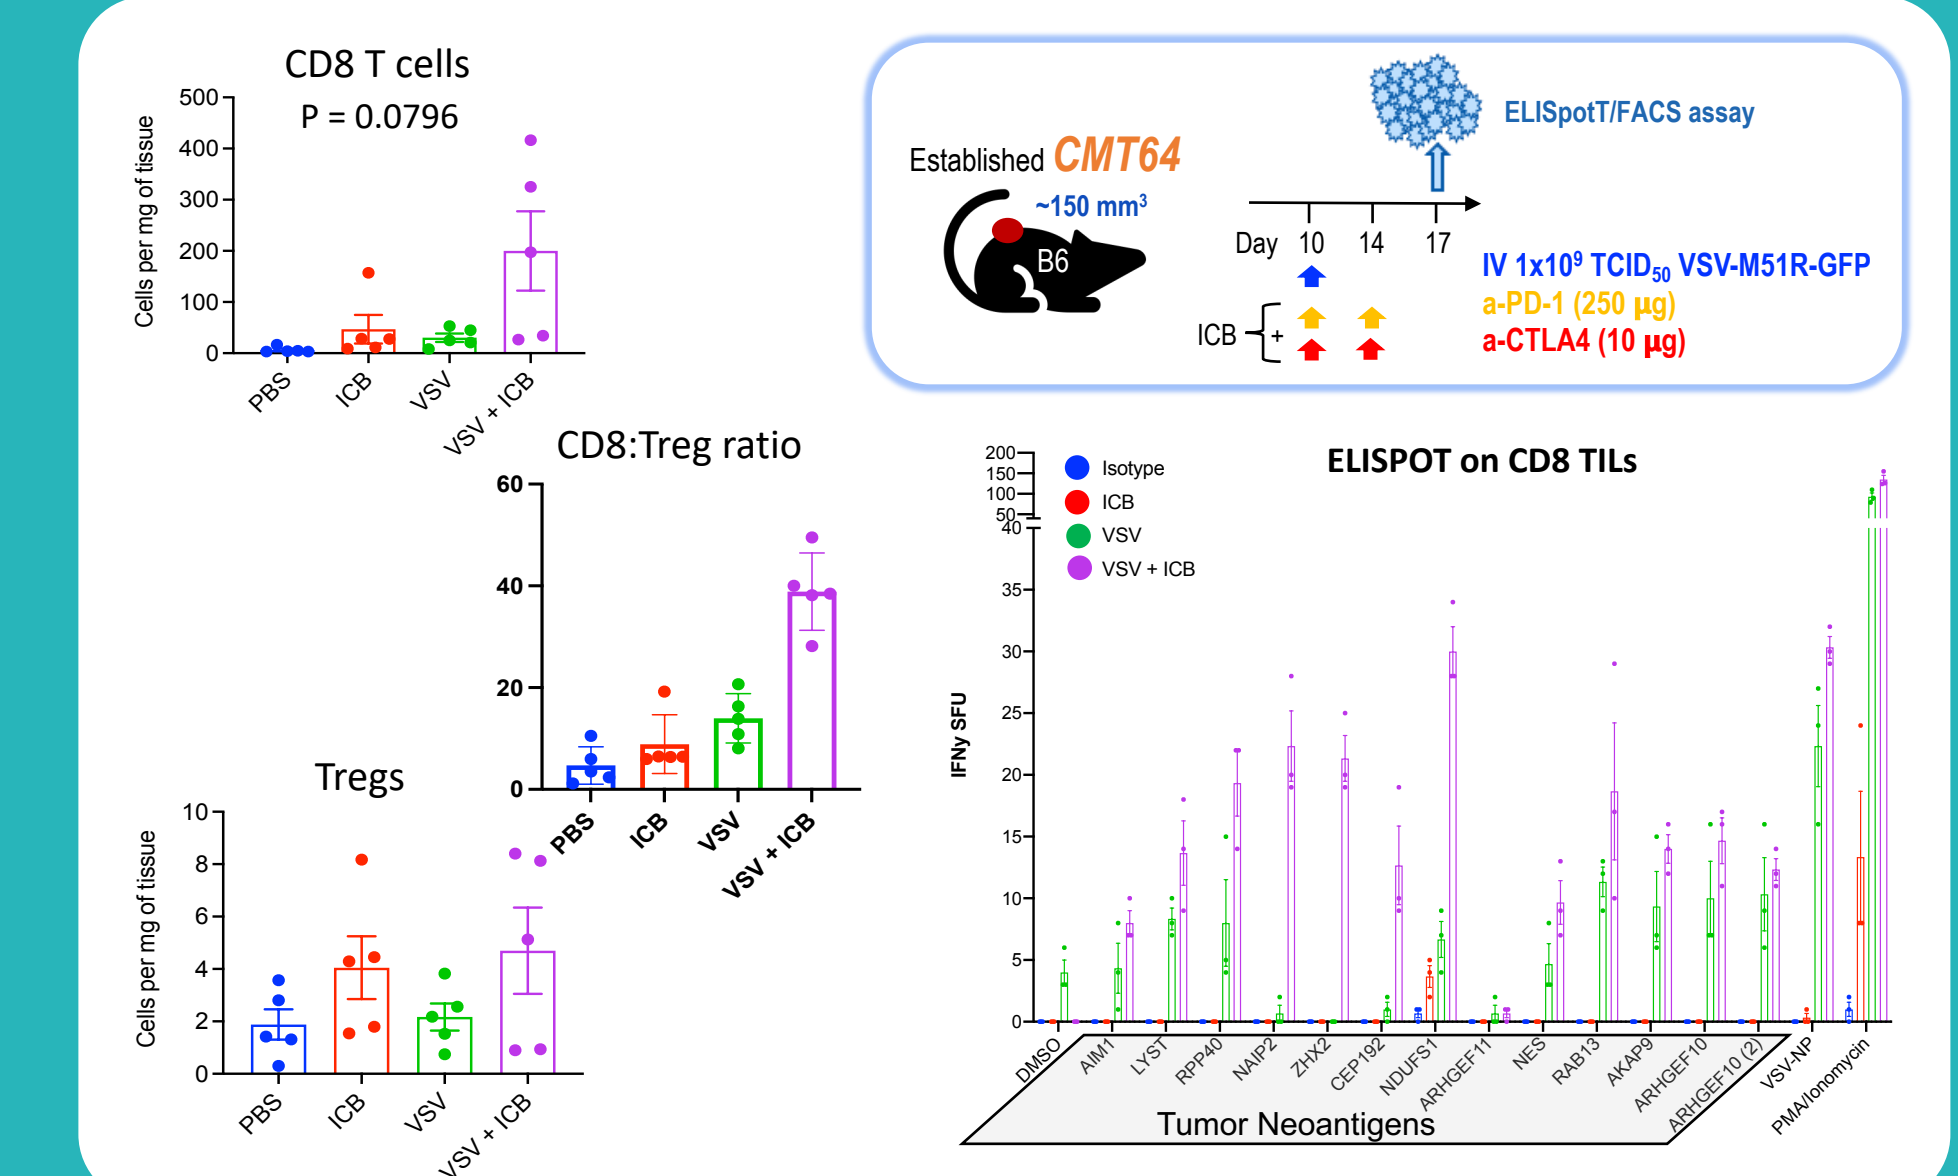 CD8 T cells
P = 0.0796
Cells per mg of tissue
500
400
300
200
100
0
PBS
ICB
VSV
VSV + ICB
Established CMT64
~150 mm³
B6
ELISpotT/FACS assay
Day 10 14 17
ICB
+
IV 1x10⁹ TCID₅₀ VSV-M51R-GFP
a-PD-1 (250 µg)
a-CTLA4 (10 µg)
CD8:Treg ratio
60
40
20
0
PBS
ICB
VSV
VSV + ICB
Tregs
Cells per mg of tissue
10
8
6
4
2
0
PBS
ICB
VSV
VSV + ICB
ELISPOT on CD8 TILs
Isotype
ICB
VSV
VSV + ICB
IFNy SFU
200
150
100
50
40
35
30
25
20
15
10
5
0
DMSO
AIM1
LYST
RPP40
NAIP2
ZHX2
CEP192
NDUFS1
ARHGEF11
NES
RAB13
AKAP9
ARHGEF10
ARHGEF10 (2)
VSV-NP
PMA/Ionomycin
Tumor Neoantigens